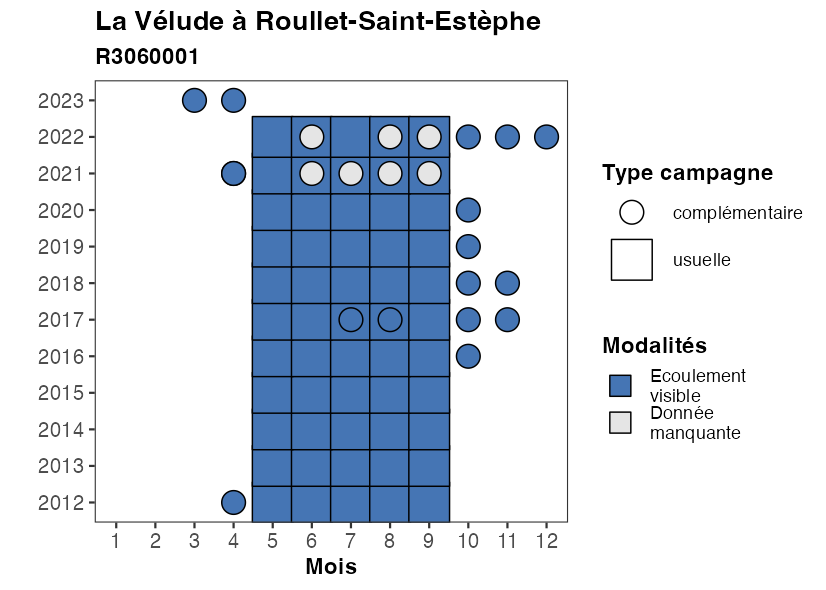 La Vélude à Roullet-Saint-Estèphe
R3060001
2023
2022
2021
2020
2019
2018
2017
2016
2015
2014
2013
2012
1 2 3 4 5 6 7 8 9 10 11 12
Mois
Type campagne
complémentaire
usuelle
Modalités
Ecoulement
visible
Donnée
manquante